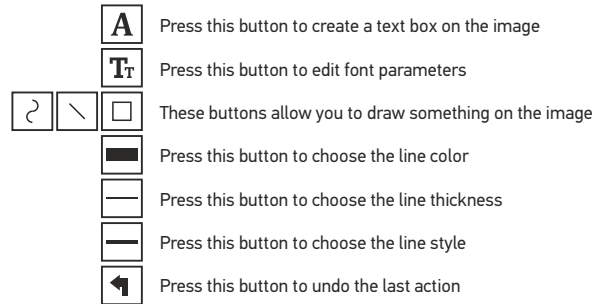 A Press this button to create a text box on the image
TT Press this button to edit font parameters
These buttons allow you to draw something on the image
Press this button to choose the line color
Press this button to choose the line thickness
Press this button to choose the line style
Press this button to undo the last action